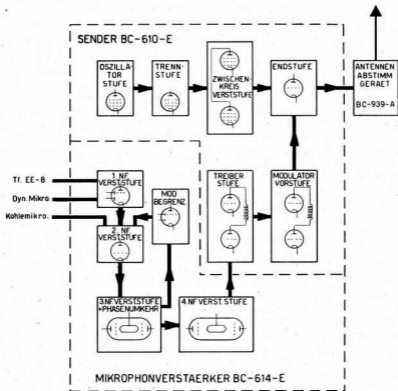 SENDER BC-610-E
OSZILLA
TOR
STUFE
TRENN-
STUFE
ZWISCHEN-
KREIS
VERSTSTUFE
ENDSTUFE
ANTENNEN
ABSTIMM
GERAET
BC-939-A
Tf. EE-8
Dyn. Mikro.
Kohlemikro.
1. NF.
VERSTSTUFE
2. NF.
VERSTSTUFE
MOD
BEGRENZ.
TREIBER
STUFE
MODULATOR
VORSTUFE
3.NF.VERSTSTUFE
+PHASENUMKEHR
4.NF.VERST.STUFE
MIKROPHONVERSTAERKER BC-614-E